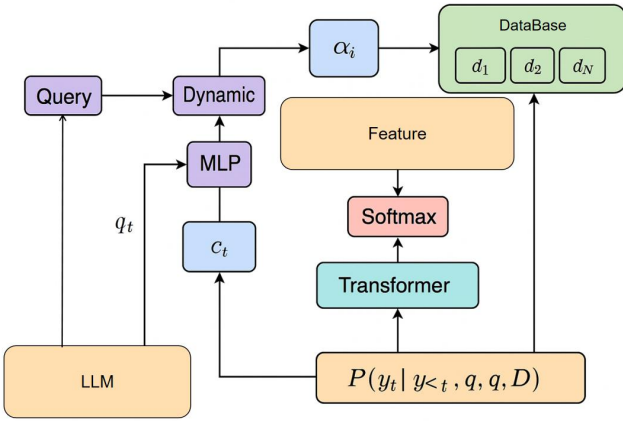 DataBase
α_i
d_1 d_2 d_N
Query
Dynamic
Feature
MLP
Softmax
q_t
c_t
Transformer
LLM
P(y_t | y_{<t}, q, q, D)